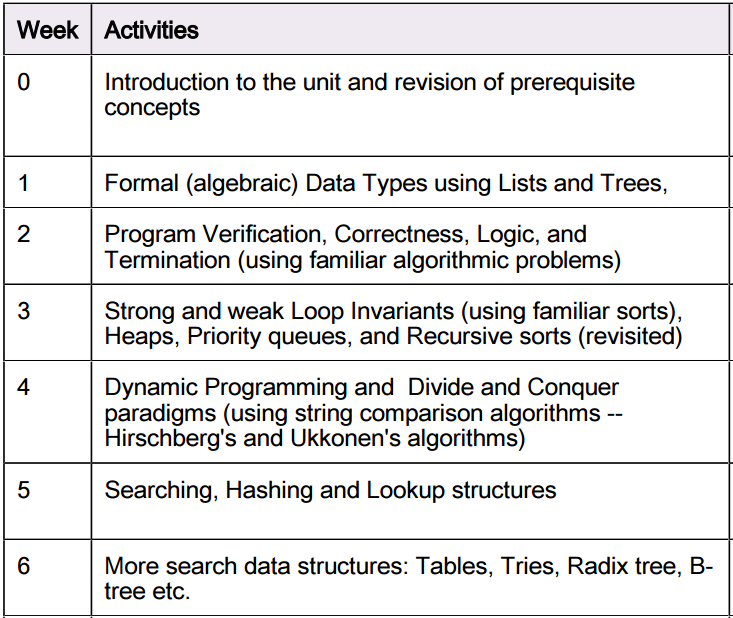 Week Activities
0 Introduction to the unit and revision of prerequisite
concepts
1 Formal (algebraic) Data Types using Lists and Trees,
2 Program Verification, Correctness, Logic, and
Termination (using familiar algorithmic problems)
3 Strong and weak Loop Invariants (using familiar sorts),
Heaps, Priority queues, and Recursive sorts (revisited)
4 Dynamic Programming and  Divide and Conquer
paradigms (using string comparison algorithms --
Hirschberg's and Ukkonen's algorithms)
5 Searching, Hashing and Lookup structures
6 More search data structures: Tables, Tries, Radix tree, B-
tree etc.